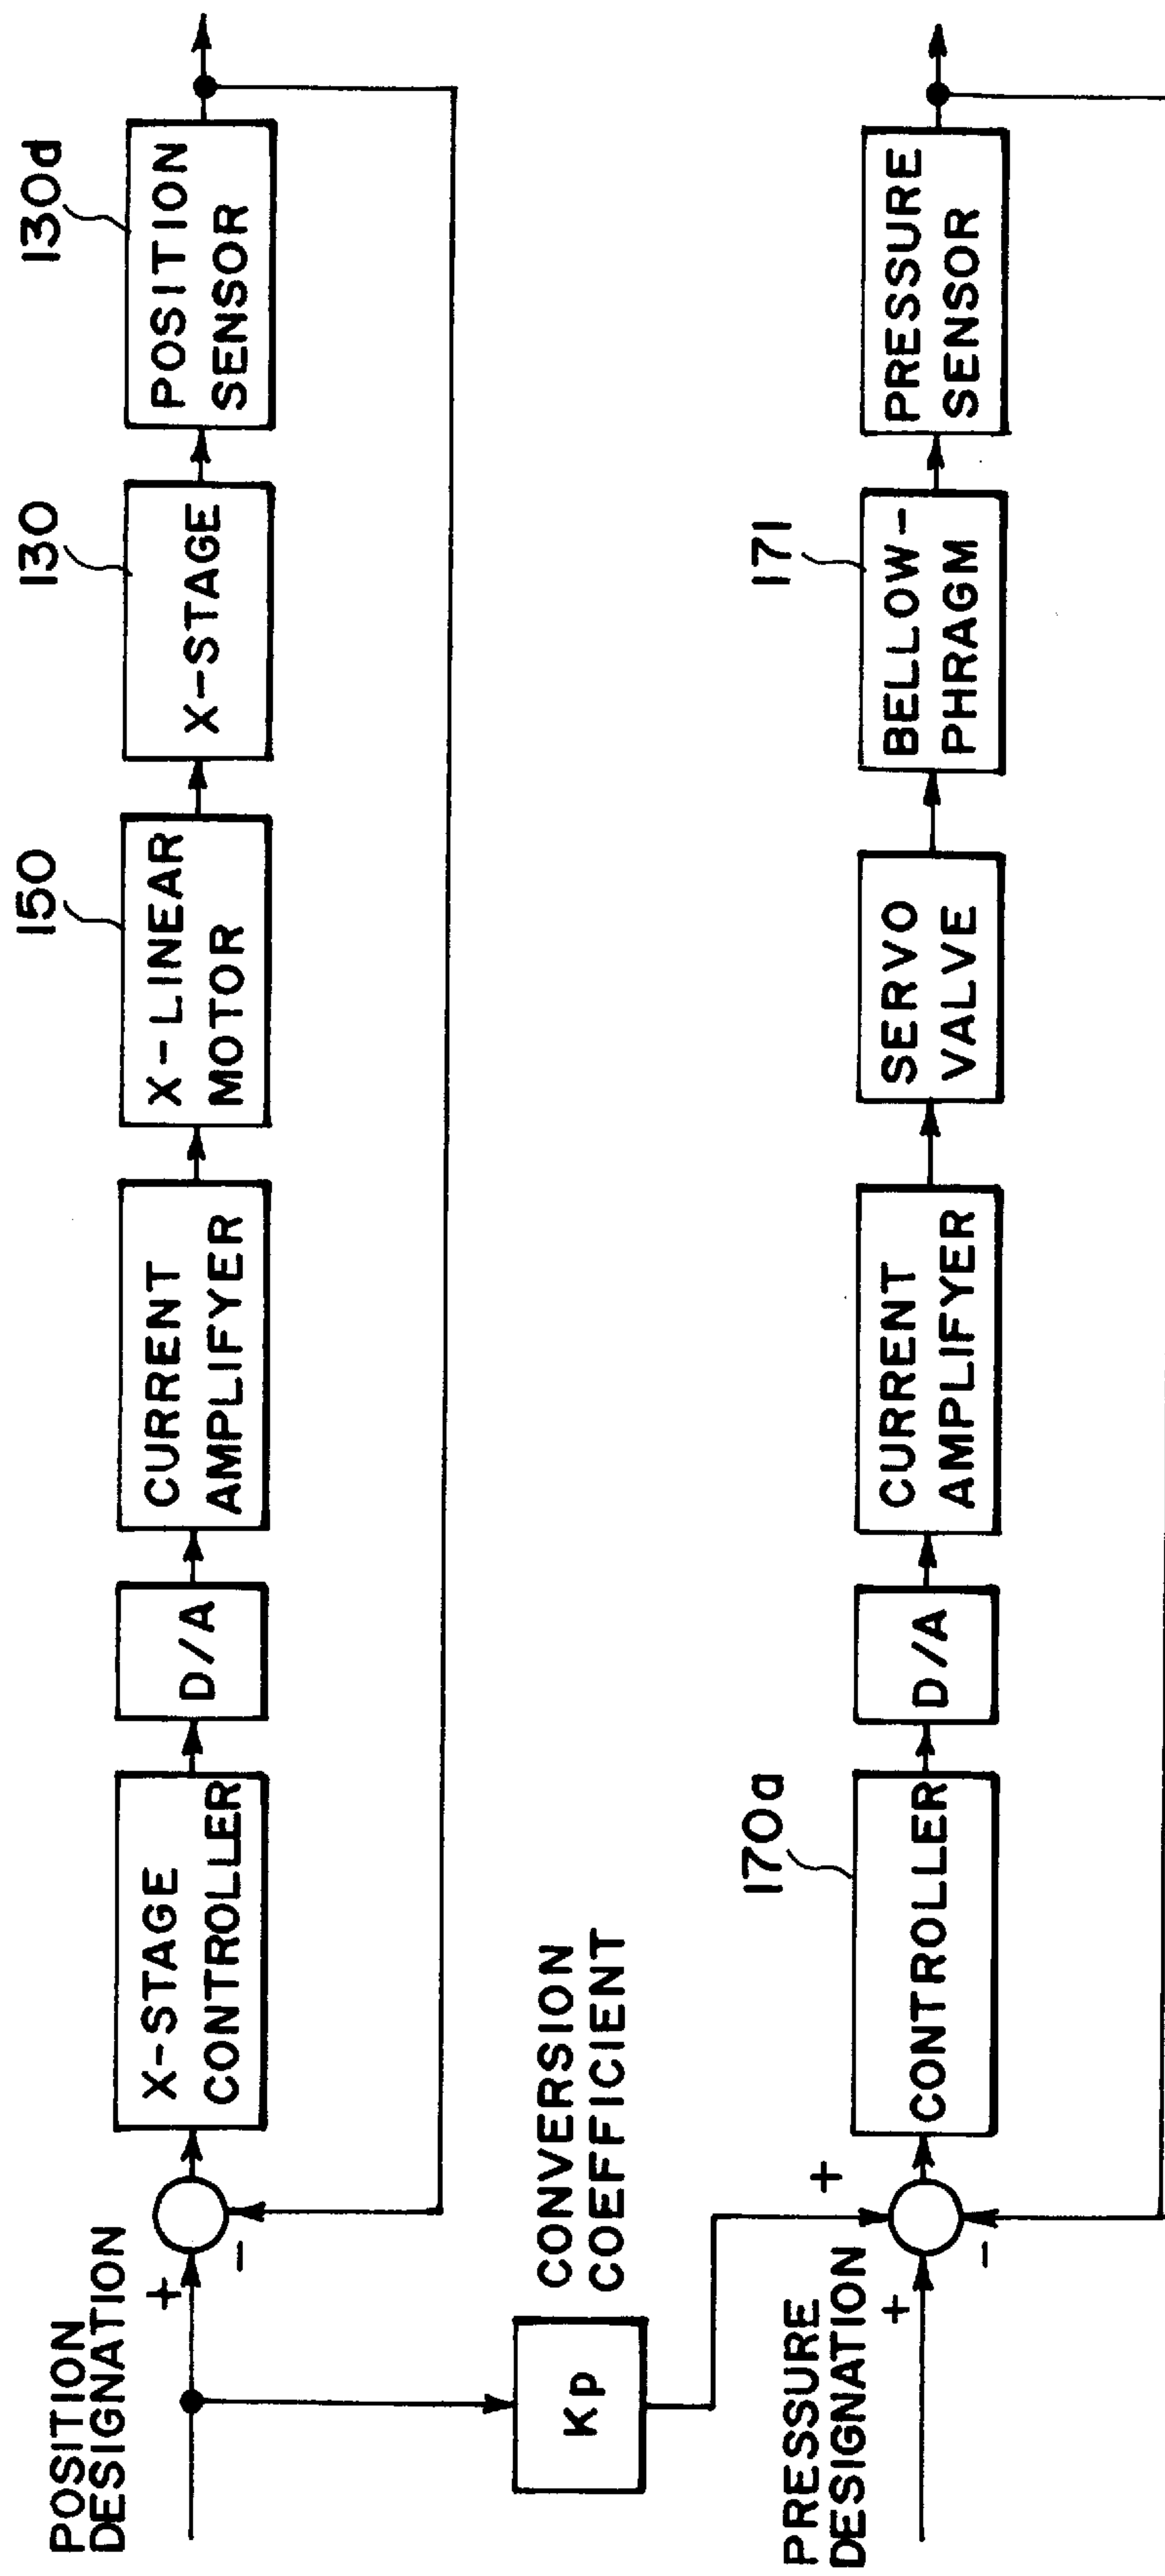 POSITION
DESIGNATION
+
-
X-STAGE
CONTROLLER
D/A
CURRENT
AMPLIFYER
150
X-LINEAR
MOTOR
130
X-STAGE
130d
POSITION
SENSOR
Kp
CONVERSION
COEFFICIENT
PRESSURE
DESIGNATION
+
+
-
170a
CONTROLLER
D/A
CURRENT
AMPLIFYER
SERVO
VALVE
171
BELLOW-
PHRAGM
PRESSURE
SENSOR